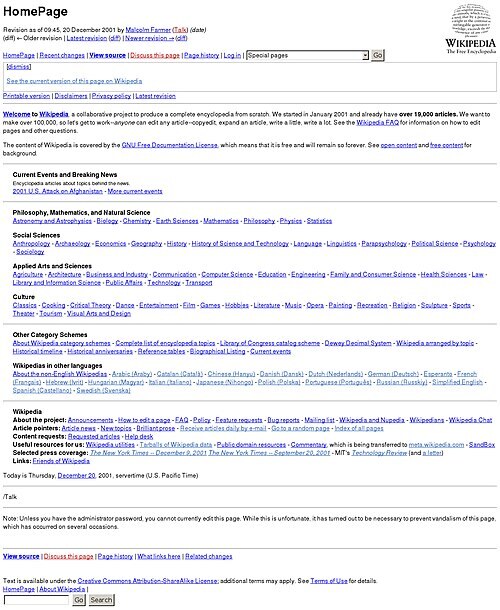 HomePage
Revision as of 09:45, 20 December 2001 by Malcolm Farmer (Talk) (date)
(diff) ← Older revision | Latest revision (diff) | Newer revision → (diff)
WIKIPEDIA
The Free Encyclopedia
HomePage | Recent changes | View source | Discuss this page | Page history | Log in | Special pages Go
[dismiss]
See the current version of this page on Wikipedia
Printable version | Disclaimers | Privacy policy | Latest revision
Welcome to Wikipedia, a collaborative project to produce a complete encyclopedia from scratch. We started in January 2001 and already have over 19,000 articles. We want to
make over 100,000, so let's get to work--anyone can edit any article--copyedit, expand an article, write a little, write a lot. See the Wikipedia FAQ for information on how to edit
pages and other questions.
The content of Wikipedia is covered by the GNU Free Documentation License, which means that it is free and will remain so forever. See open content and free content for
background.
Current Events and Breaking News
Encyclopedia articles about topics behind the news.
2001 U.S. Attack on Afghanistan - More current events
Philosophy, Mathematics, and Natural Science
Astronomy and Astrophysics - Biology - Chemistry - Earth Sciences - Mathematics - Philosophy - Physics - Statistics
Social Sciences
Anthropology - Archaeology - Economics - Geography - History - History of Science and Technology - Language - Linguistics - Parapsychology - Political Science - Psychology
- Sociology
Applied Arts and Sciences
Agriculture - Architecture - Business and Industry - Communication - Computer Science - Education - Engineering - Family and Consumer Science - Health Sciences - Law -
Library and Information Science - Public Affairs - Technology - Transport
Culture
Classics - Cooking - Critical Theory - Dance - Entertainment - Film - Games - Hobbies - Literature - Music - Opera - Painting - Recreation - Religion - Sculpture - Sports -
Theater - Tourism - Visual Arts and Design
Other Category Schemes
About Wikipedia category schemes - Complete list of encyclopedia topics - Library of Congress catalog scheme - Dewey Decimal System - Wikipedia arranged by topic -
Historical timeline - Historical anniversaries - Reference tables - Biographical Listing - Current events
Wikipedias in other languages
About the non-English Wikipedias - Arabic (Araby) - Catalan (Català) - Chinese (Hanyu) - Danish (Dansk) - Dutch (Nederlands) - German (Deutsch) - Esperanto - French
(Français) - Hebrew (Ivrit) - Hungarian (Magyar) - Italian (Italiano) - Japanese (Nihongo) - Polish (Polska) - Portuguese (Português) - Russian (Russkiy) - Simplified English -
Spanish (Castellano) - Swedish (Svenska)
Wikipedia
About the project: Announcements - How to edit a page - FAQ - Policy - Feature requests - Bug reports - Mailing list - Wikipedia and Nupedia - Wikipedians - Wikipedia Chat
Article pointers: Article news - New topics - Brilliant prose - Receive articles daily by e-mail - Go to a random page - Index of all pages
Content requests: Requested articles - Help desk
Useful resources for us: Wikipedia utilities - Tarballs of Wikipedia data - Public domain resources - Commentary, which is being transferred to meta.wikipedia.com - SandBox
Selected press coverage: The New York Times -- December 9, 2001 The New York Times -- September 20, 2001 - MIT's Technology Review (and a letter)
Links: Friends of Wikipedia
Today is Thursday, December 20, 2001, servertime (U.S. Pacific Time)
/Talk
Note: Unless you have the administrator password, you cannot currently edit this page. While this is unfortunate, it has turned out to be necessary to prevent vandalism of this page,
which has occurred on several occasions.
View source | Discuss this page | Page history | What links here | Related changes
Text is available under the Creative Commons Attribution-ShareAlike License; additional terms may apply. See Terms of Use for details.
HomePage | About Wikipedia |
Go Search